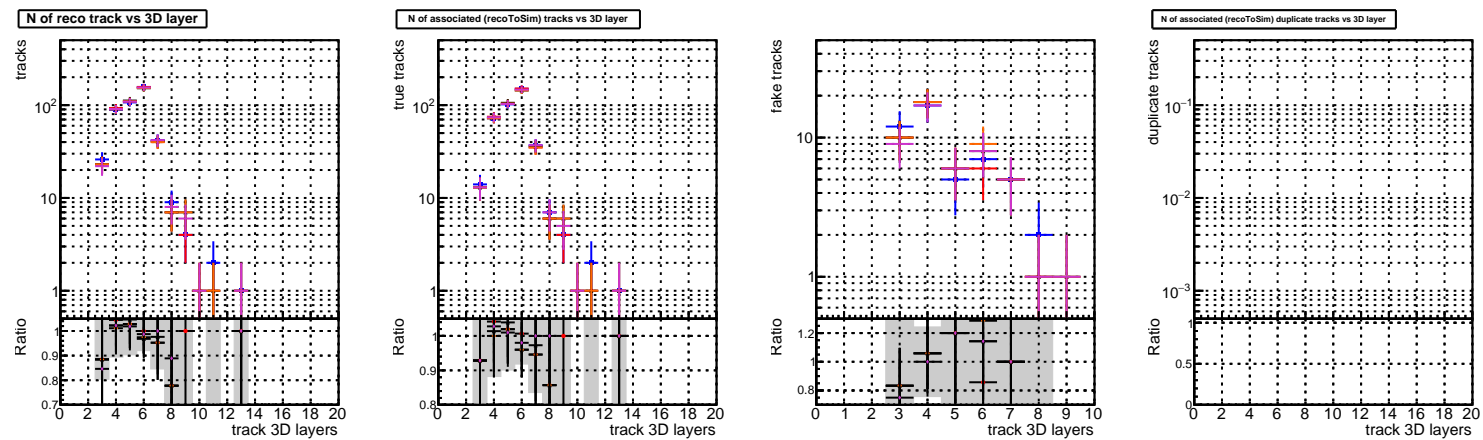 N of reco track vs 3D layer
tracks
10²
10
1
Ratio
1
0.9
0.8
0.7
0 2 4 6 8 10 12 14 16 18 20
track 3D layers
N of associated (recoToSim) tracks vs 3D layer
true tracks
10²
10
1
Ratio
1
0.9
0.8
0 2 4 6 8 10 12 14 16 18 20
track 3D layers
fake tracks
10
1
Ratio
1.2
1
0.8
0 1 2 3 4 5 6 7 8 9 10
track 3D layers
N of associated (recoToSim) duplicate tracks vs 3D layer
duplicate tracks
10⁻¹
10⁻²
10⁻³
Ratio
1
0.5
0
0 2 4 6 8 10 12 14 16 18 20
track 3D layers